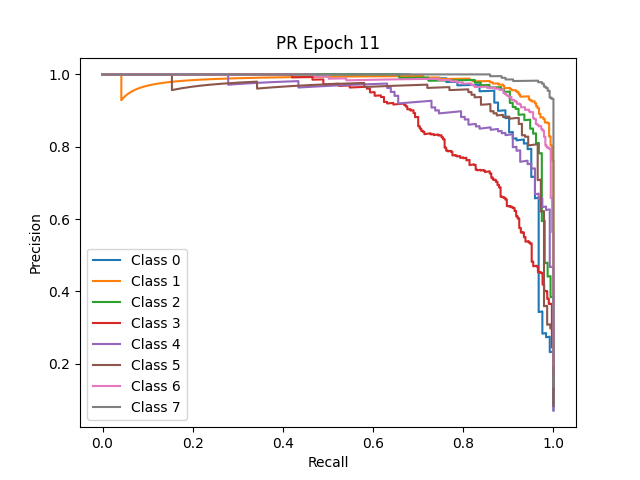 PR Epoch 11
Precision
1.0
0.8
0.6
0.4
0.2
Class 0
Class 1
Class 2
Class 3
Class 4
Class 5
Class 6
Class 7
0.0 0.2 0.4 0.6 0.8 1.0
Recall